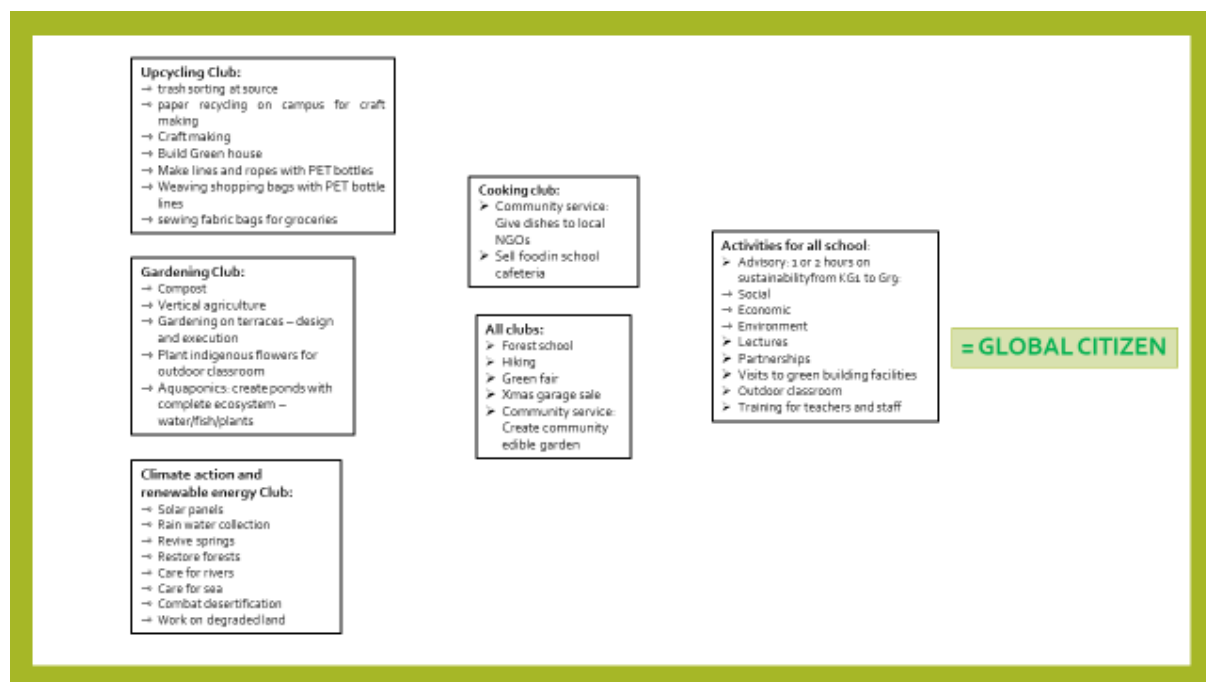 Upcycling Club:
→ trash sorting at source
→ paper recycling on campus for craft
making
→ Craft making
→ Build Green house
→ Make lines and ropes with PET bottles
→ Weaving shopping bags with PET bottle
lines
→ sewing fabric bags for groceries
Gardening Club:
→ Compost
→ Vertical agriculture
→ Gardening on terraces – design
and execution
→ Plant indigenous flowers for
outdoor classroom
→ Aquaponics: create ponds with
complete ecosystem –
water/fish/plants
Climate action and
renewable energy Club:
→ Solar panels
→ Rain water collection
→ Revive springs
→ Restore forests
→ Care for rivers
→ Care for sea
→ Combat desertification
→ Work on degraded land
Cooking club:
➢ Community service:
Give dishes to local
NGOs
➢ Sell food in school
cafeteria
All clubs:
➢ Forest school
➢ Hiking
➢ Green fair
➢ Xmas garage sale
➢ Community service:
Create community
edible garden
Activities for all school:
➢ Advisory: 1 or 2 hours on
sustainability from KG1 to Gr9:
→ Social
→ Economic
→ Environment
➢ Lectures
➢ Partnerships
➢ Visits to green building facilities
➢ Outdoor classroom
➢ Training for teachers and staff
= GLOBAL CITIZEN